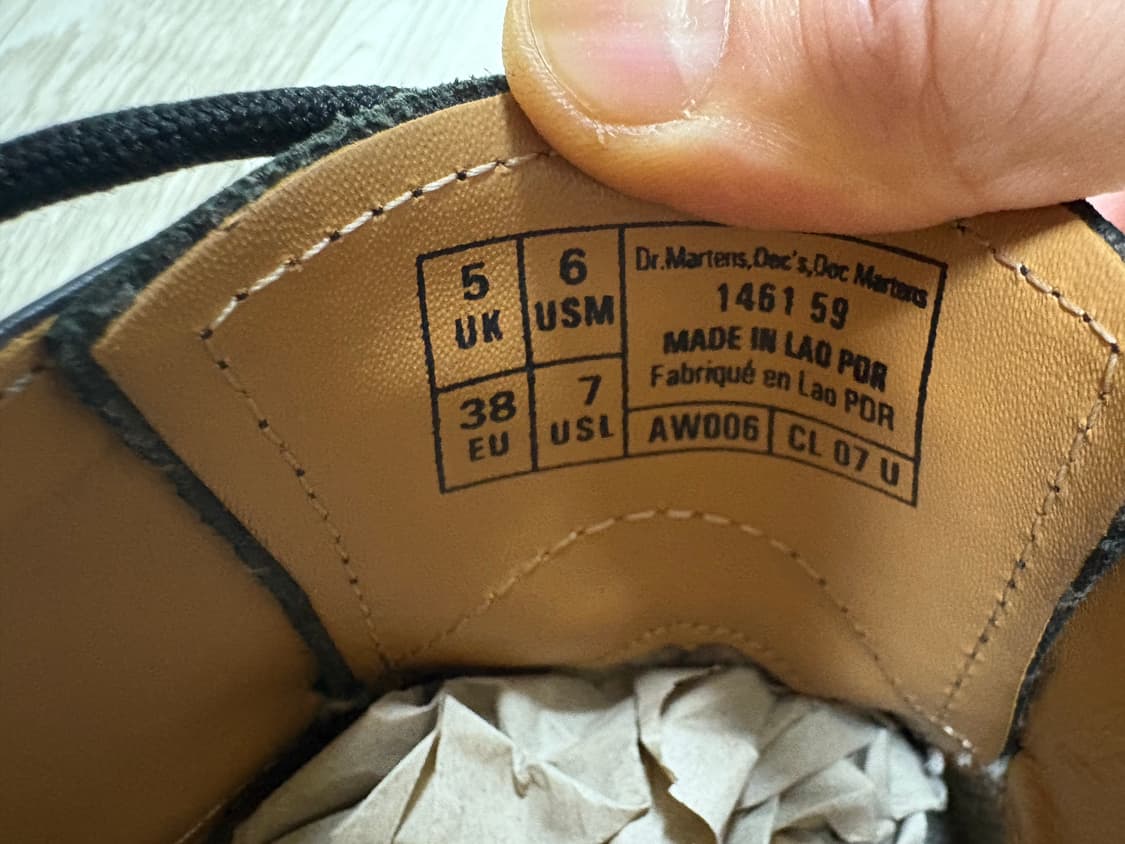 5
UK
6
USM
38
EU
7
USL
Dr.Martens,Doc's,Doc Martens
1461 59
MADE IN LAO PDR
Fabriqué en Lao PDR
AW006
CL 07 U